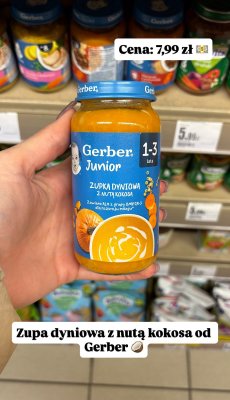 Gerber
Cena: 7,99 zł 💵
5,99
Gerber
Junior
1-3
lata
ZUPKA DYNIOWA
Z NUTĄ KOKOSA
Zupa dyniowa z nutą kokosa od
Gerber 🥥